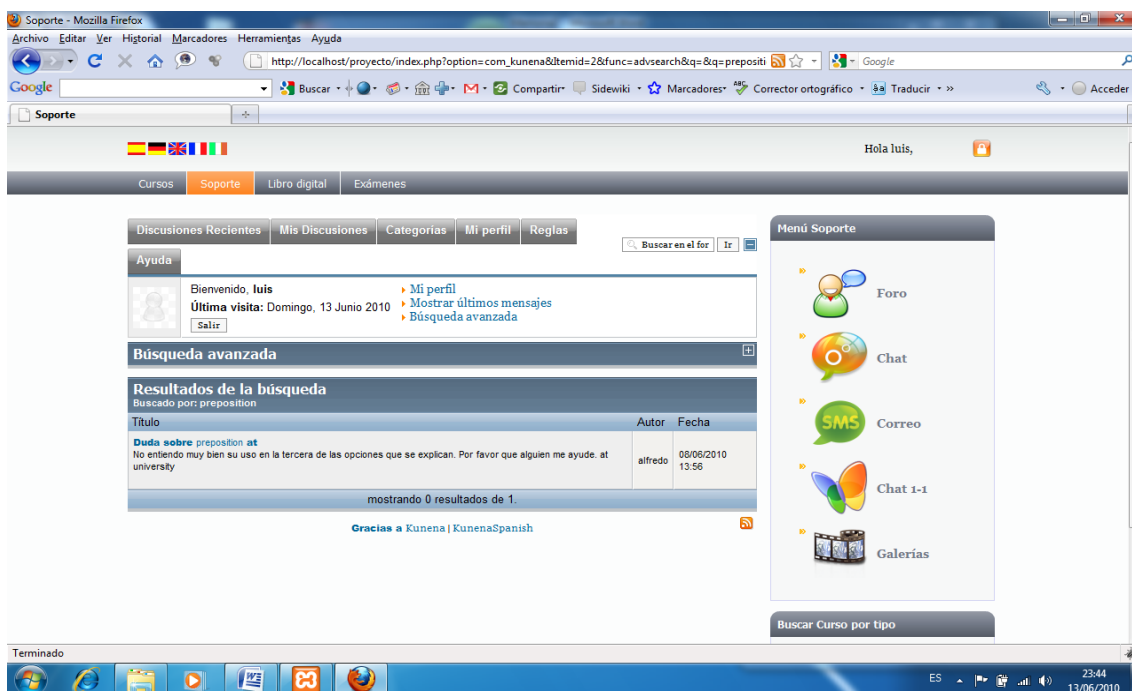 Soporte - Mozilla Firefox
Archivo Editar Ver Historial Marcadores Herramientas Ayuda
http://localhost/proyecto/index.php?option=com_kunena&Itemid=2&func=advsearch&q=&q=prepositi
Google
Google Buscar Compartir Sidewiki Marcadores ABC Corrector ortográfico Traducir » Acceder
Soporte
Hola luis,
Cursos Soporte Libro digital Exámenes
Discusiones Recientes Mis Discusiones Categorías Mi perfil Reglas
Buscar en el for Ir
Ayuda
Bienvenido, luis
Última visita: Domingo, 13 Junio 2010
Salir
Mi perfil
Mostrar últimos mensajes
Búsqueda avanzada
Búsqueda avanzada
Resultados de la búsqueda
Buscado por: preposition
Título Autor Fecha
Duda sobre preposition at
No entiendo muy bien su uso en la tercera de las opciones que se explican. Por favor que alguien me ayude. at
university
alfredo
08/06/2010
13:56
mostrando 0 resultados de 1.
Gracias a Kunena | KunenaSpanish
Menú Soporte
Foro
Chat
SMS Correo
Chat 1-1
Galerías
Buscar Curso por tipo
Terminado
ES
23:44
13/06/2010